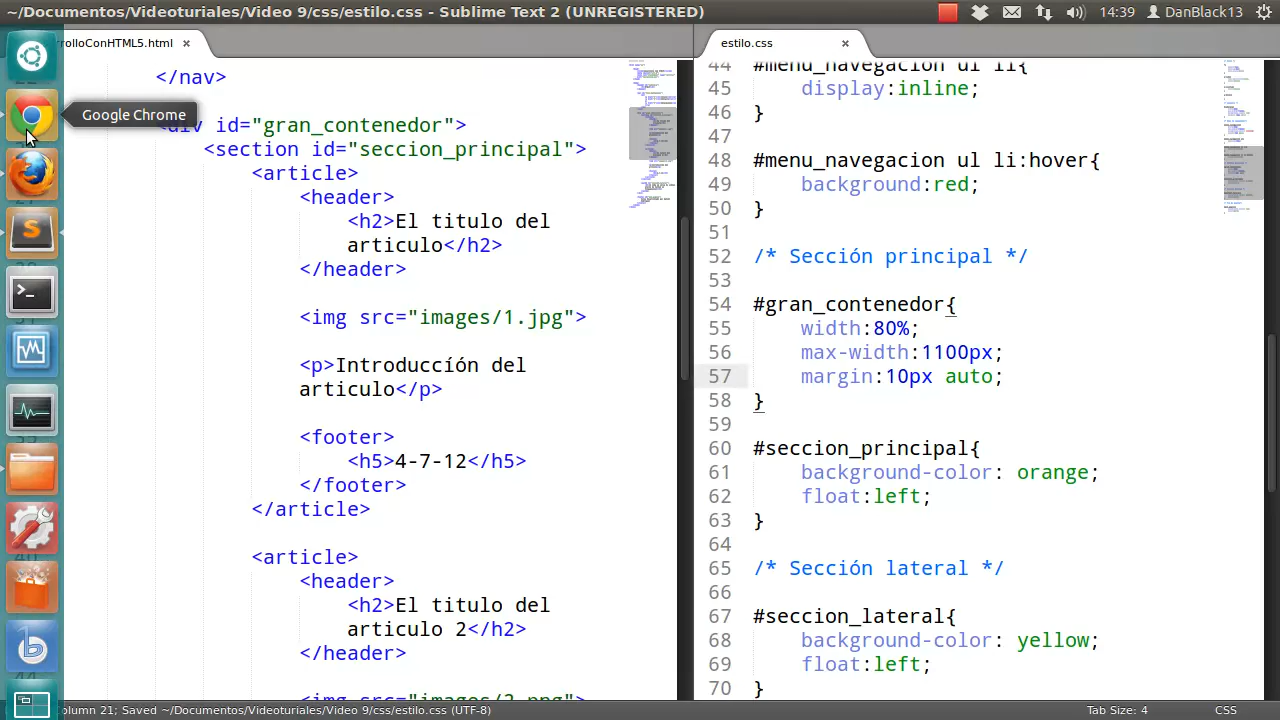 ~/Documentos/Videoturiales/Video 9/css/estilo.css - Sublime Text 2 (UNREGISTERED)
14:39
DanBlack13
rrolloConHTML5.html ×
estilo.css ×
Google Chrome
</nav>
div id="gran_contenedor">
<section id="seccion_principal">
<article>
<header>
<h2>El titulo del
articulo</h2>
</header>
<img src="images/1.jpg">
<p>Introduccíón del
articulo</p>
<footer>
<h5>4-7-12</h5>
</footer>
</article>
<article>
<header>
<h2>El titulo del
articulo 2</h2>
</header>
<img src="images/2.png">
44 #menu_navegacion ul li{
45 display:inline;
46 }
47
48 #menu_navegacion ul li:hover{
49 background:red;
50 }
51
52 /* Sección principal */
53
54 #gran_contenedor{
55 width:80%;
56 max-width:1100px;
57 margin:10px auto;
58 }
59
60 #seccion_principal{
61 background-color: orange;
62 float:left;
63 }
64
65 /* Sección lateral */
66
67 #seccion_lateral{
68 background-color: yellow;
69 float:left;
70 }
olumn 21; Saved ~/Documentos/Videoturiales/Video 9/css/estilo.css (UTF-8)
Tab Size: 4
CSS